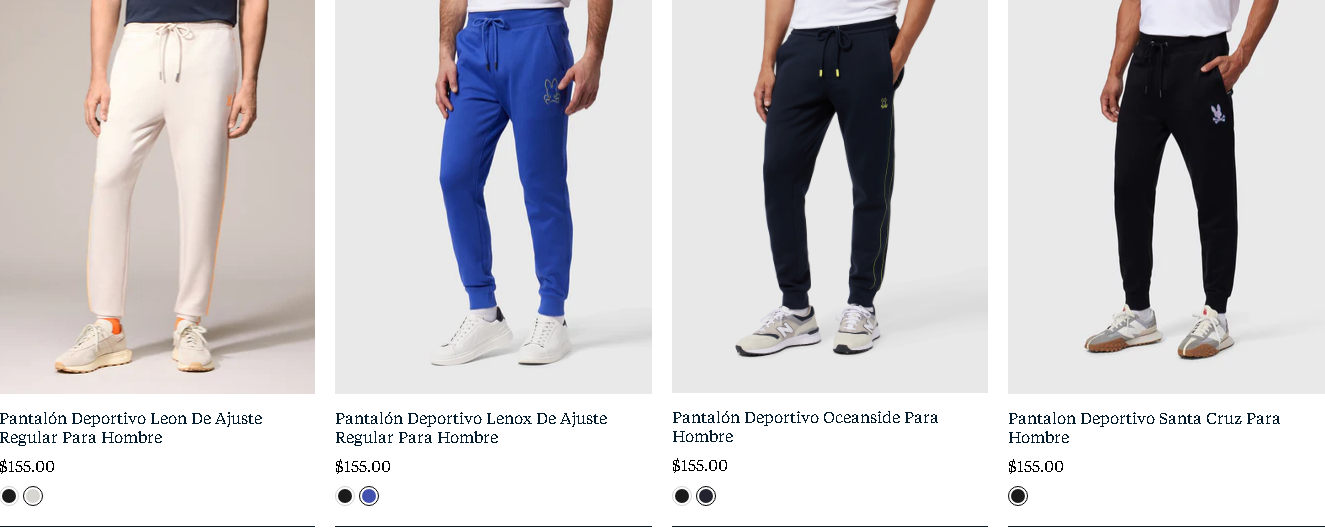 Pantalón Deportivo Leon De Ajuste
Regular Para Hombre
$155.00
Pantalón Deportivo Lenox De Ajuste
Regular Para Hombre
$155.00
Pantalón Deportivo Oceanside Para
Hombre
$155.00
Pantalon Deportivo Santa Cruz Para
Hombre
$155.00